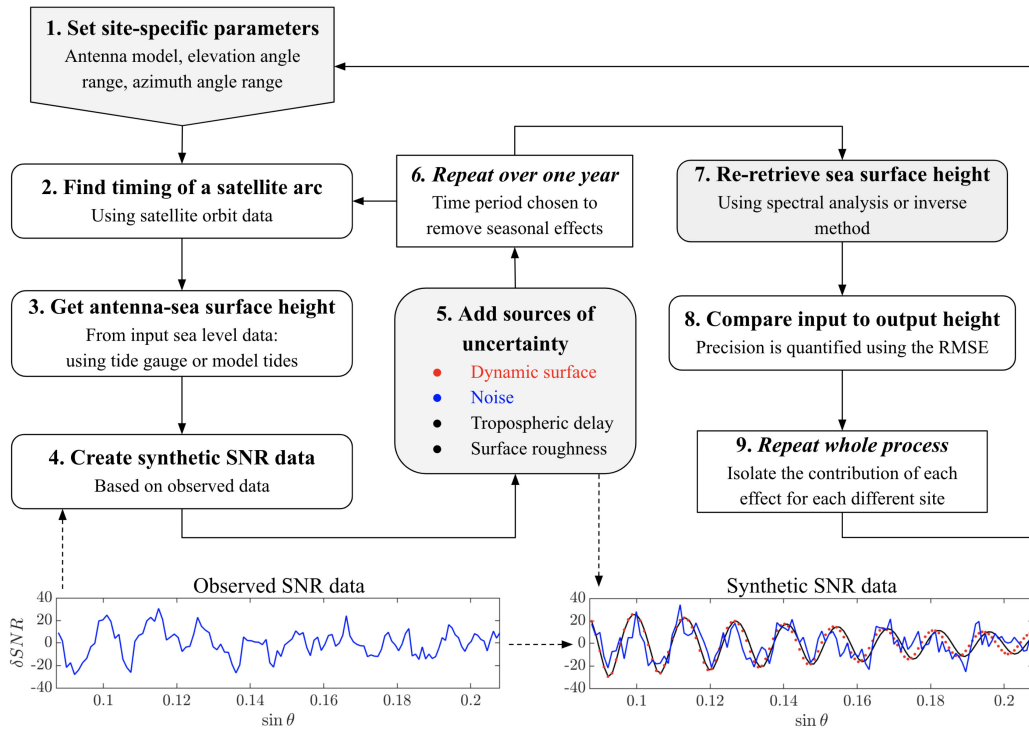 1. Set site-specific parameters
Antenna model, elevation angle
range, azimuth angle range
2. Find timing of a satellite arc
Using satellite orbit data
3. Get antenna-sea surface height
From input sea level data:
using tide gauge or model tides
4. Create synthetic SNR data
Based on observed data
5. Add sources of
uncertainty
Dynamic surface
Noise
Tropospheric delay
Surface roughness
6. Repeat over one year
Time period chosen to
remove seasonal effects
7. Re-retrieve sea surface height
Using spectral analysis or inverse
method
8. Compare input to output height
Precision is quantified using the RMSE
9. Repeat whole process
Isolate the contribution of each
effect for each different site
Observed SNR data
δSNR
40
20
0
-20
-40
0.1 0.12 0.14 0.16 0.18 0.2
sin θ
Synthetic SNR data
40
20
0
-20
-40
0.1 0.12 0.14 0.16 0.18 0.2
sin θ